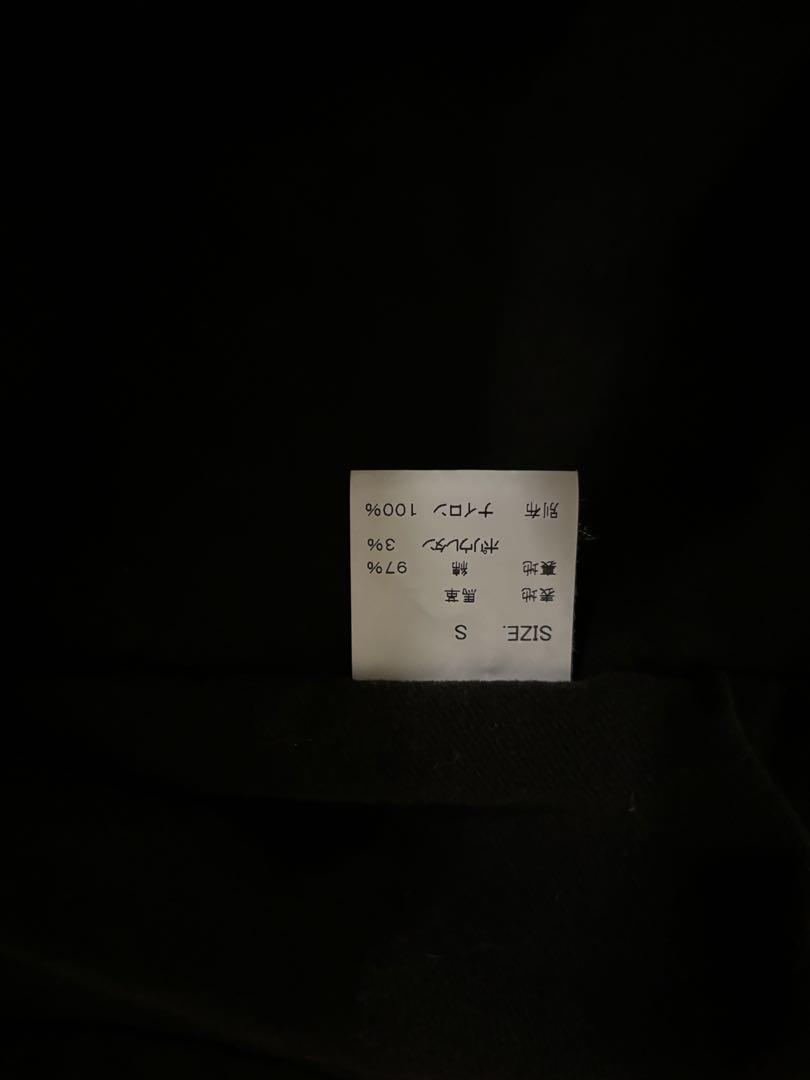 SIZE. S
表地 馬革
裏地 綿 97%
ポリウレタン 3%
別布 ナイロン 100%